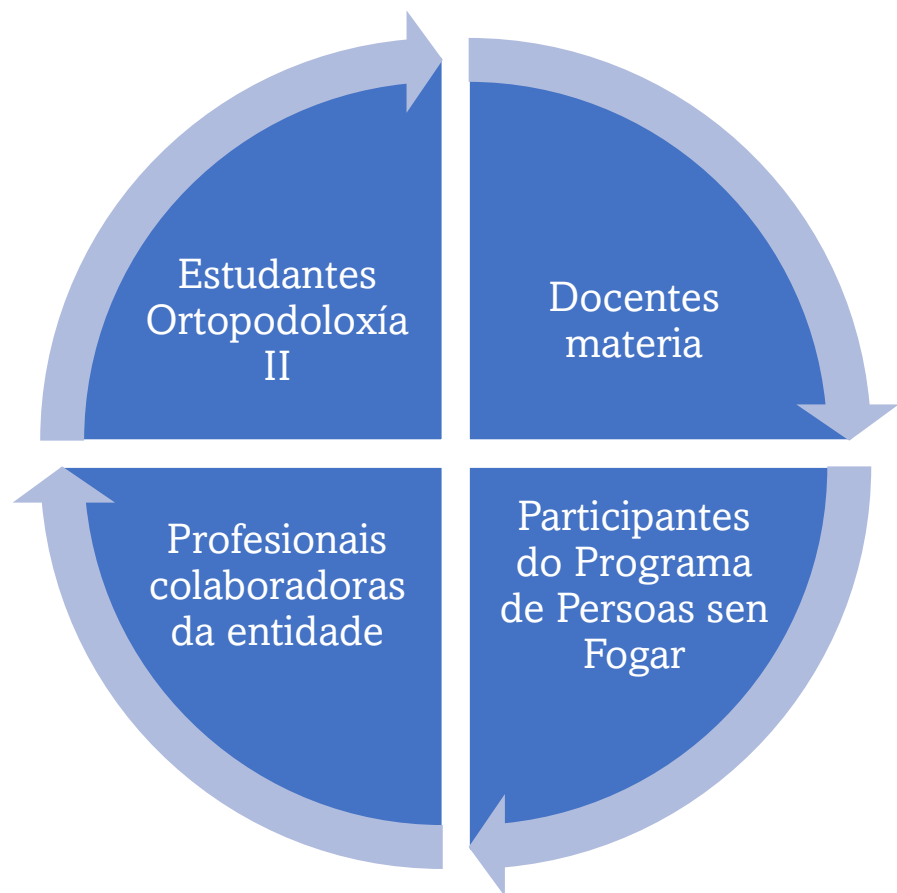 Estudantes
Ortopodoloxía
II
Docentes
materia
Participantes
do Programa
de Persoas sen
Fogar
Profesionais
colaboradoras
da entidade